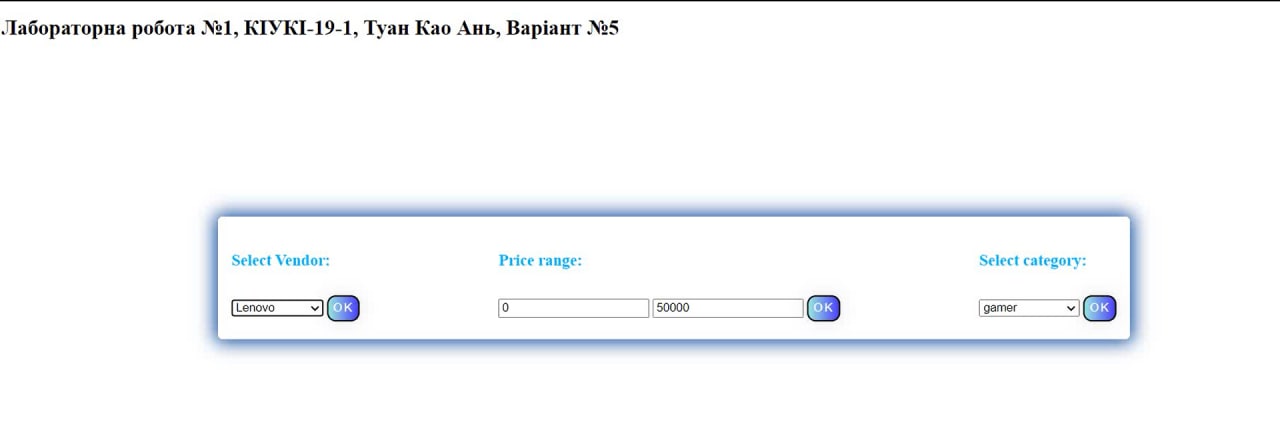 Лабораторна робота №1, КІУКІ-19-1, Туан Као Ань, Варіант №5
Select Vendor:
Price range:
Select category:
Lenovo
OK
0
50000
OK
gamer
OK